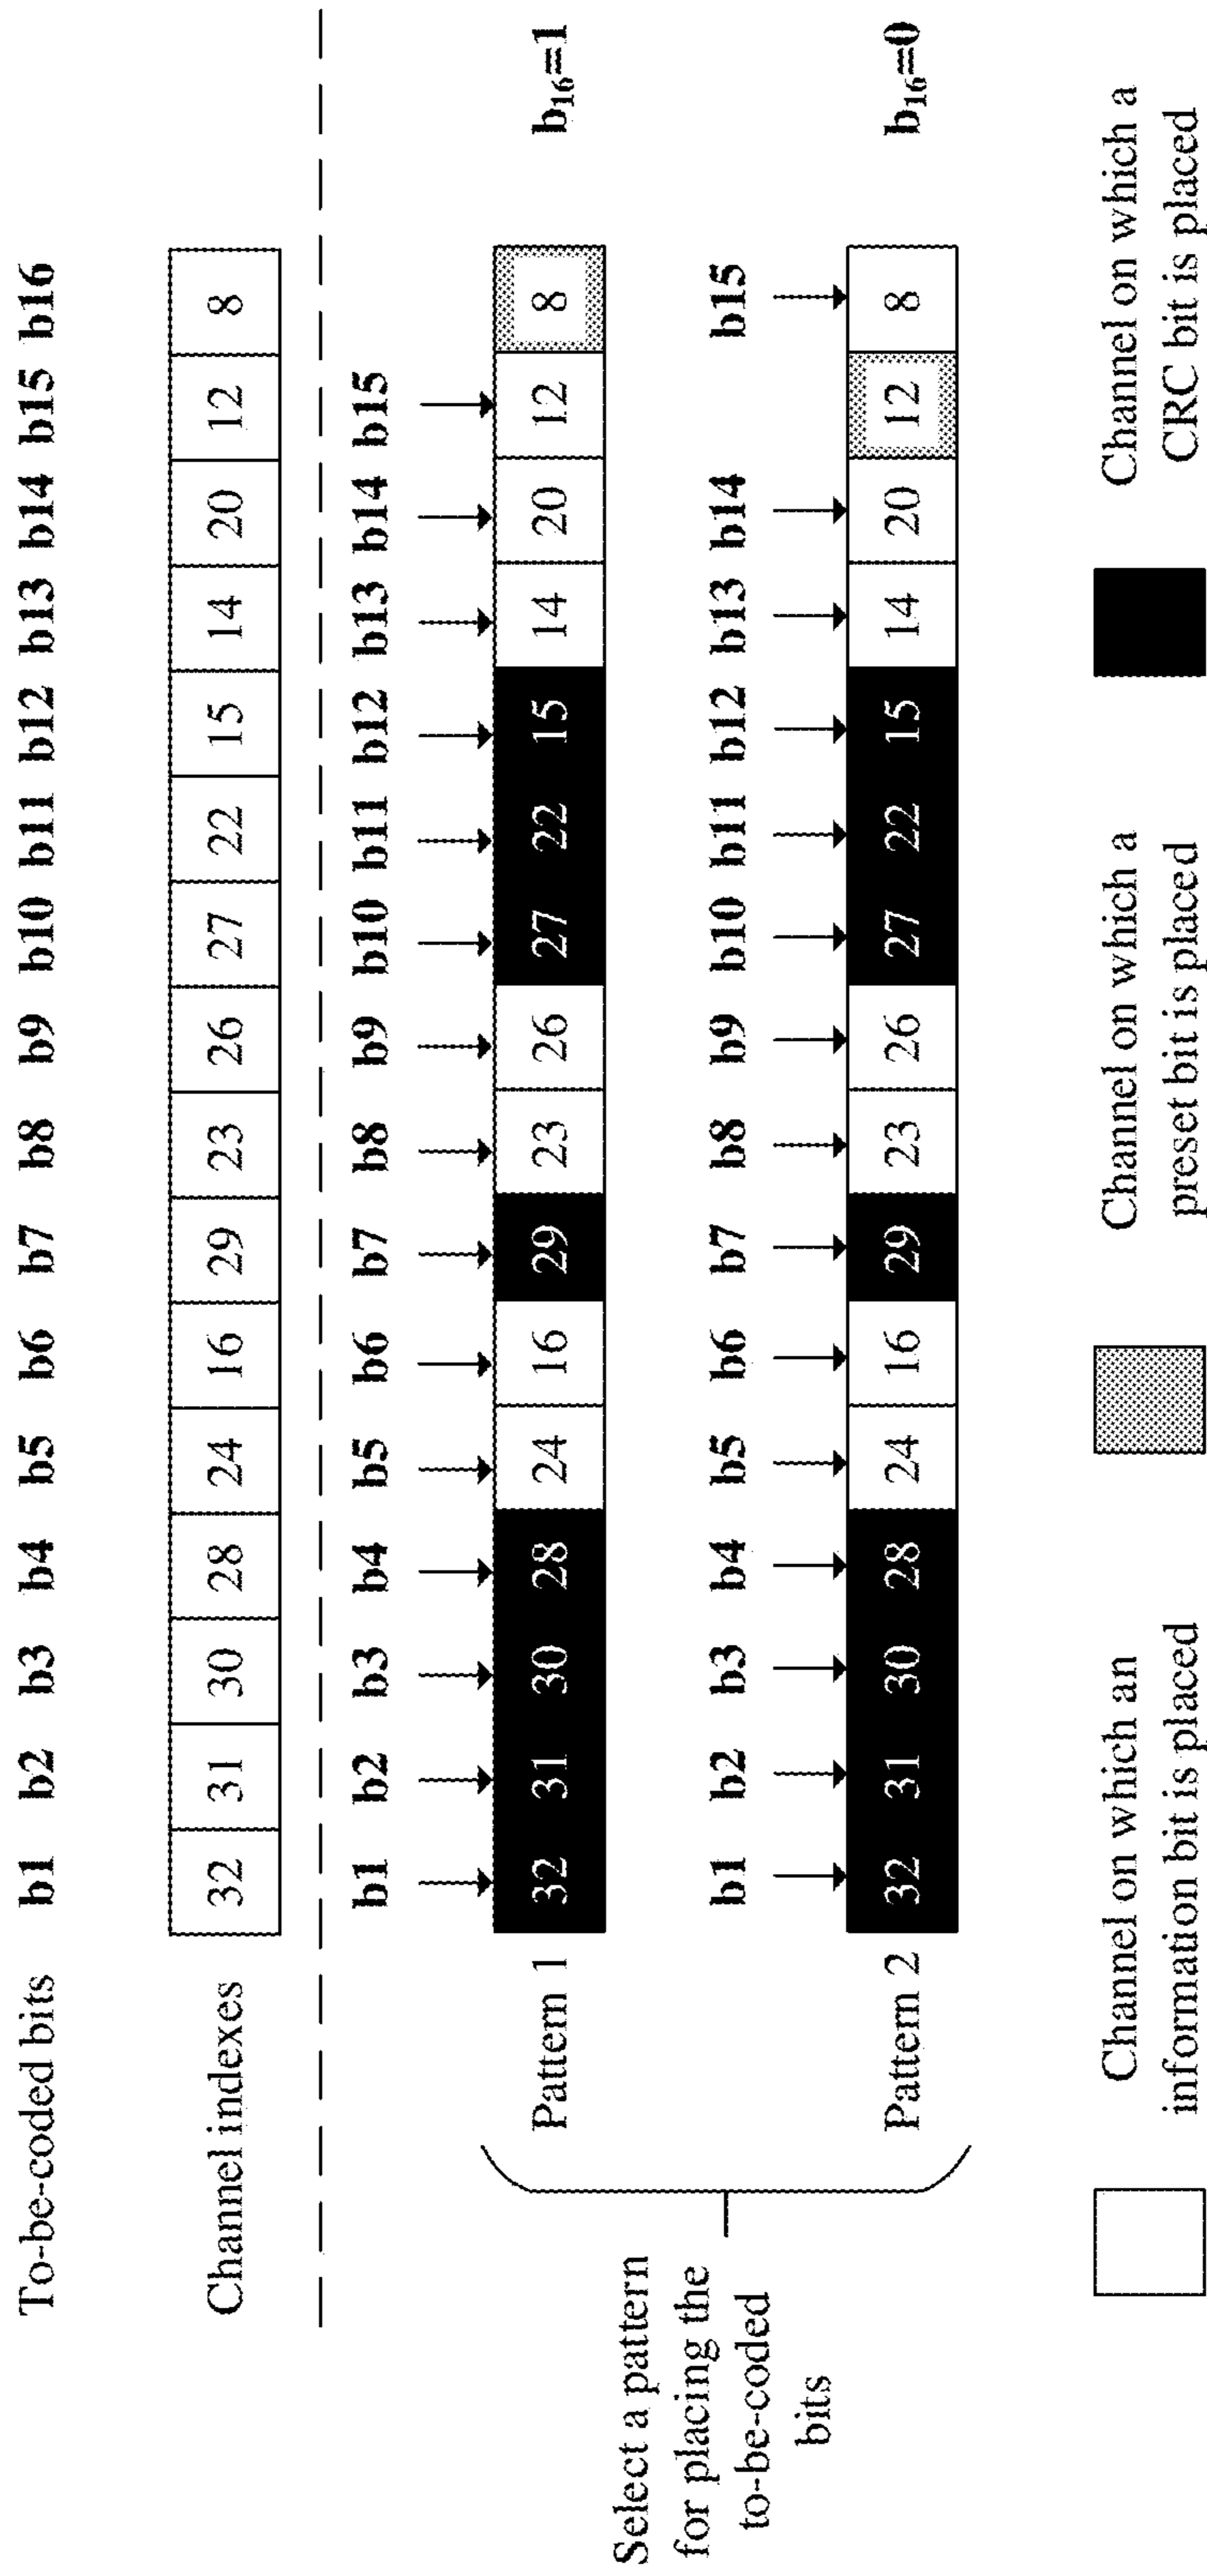 To-be-coded bits b1 b2 b3 b4 b5 b6 b7 b8 b9 b10 b11 b12 b13 b14 b15 b16
Channel indexes 32 31 30 28 24 16 29 23 26 27 22 15 14 20 12 8
b1 b2 b3 b4 b5 b6 b7 b8 b9 b10 b11 b12 b13 b14 b15
Pattern 1 32 31 30 28 24 16 29 23 26 27 22 15 14 20 12 8 b16=1
Select a pattern
for placing the
to-be-coded
bits
b1 b2 b3 b4 b5 b6 b7 b8 b9 b10 b11 b12 b13 b14 b15
Pattern 2 32 31 30 28 24 16 29 23 26 27 22 15 14 20 12 8 b16=0
Channel on which an
information bit is placed
Channel on which a
preset bit is placed
Channel on which a
CRC bit is placed